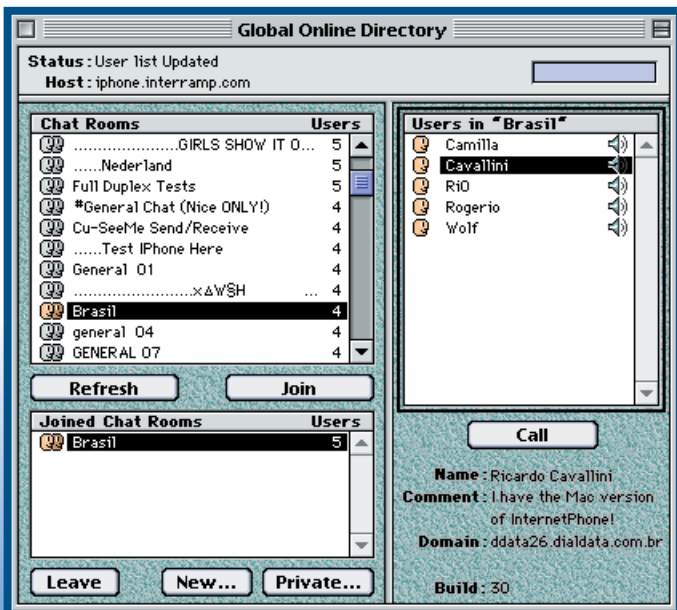 Global Online Directory
Status : User list Updated
Host : iphone.interramp.com
Chat Rooms Users
.....................GIRLS SHOW IT O... 5
......Nederland 5
Full Duplex Tests 5
#General Chat (Nice ONLY!) 4
Cu-SeeMe Send/Receive 4
......Test IPhone Here 4
General 01 4
........................x∆W§H ... 4
Brasil 4
general 04 4
GENERAL 07 4
Refresh Join
Joined Chat Rooms Users
Brasil 5
Leave New... Private...
Users in "Brasil"
Camilla
Cavallini
RiO
Rogerio
Wolf
Call
Name : Ricardo Cavallini
Comment : I have the Mac version
of InternetPhone!
Domain : ddata26.dialdata.com.br
Build : 30